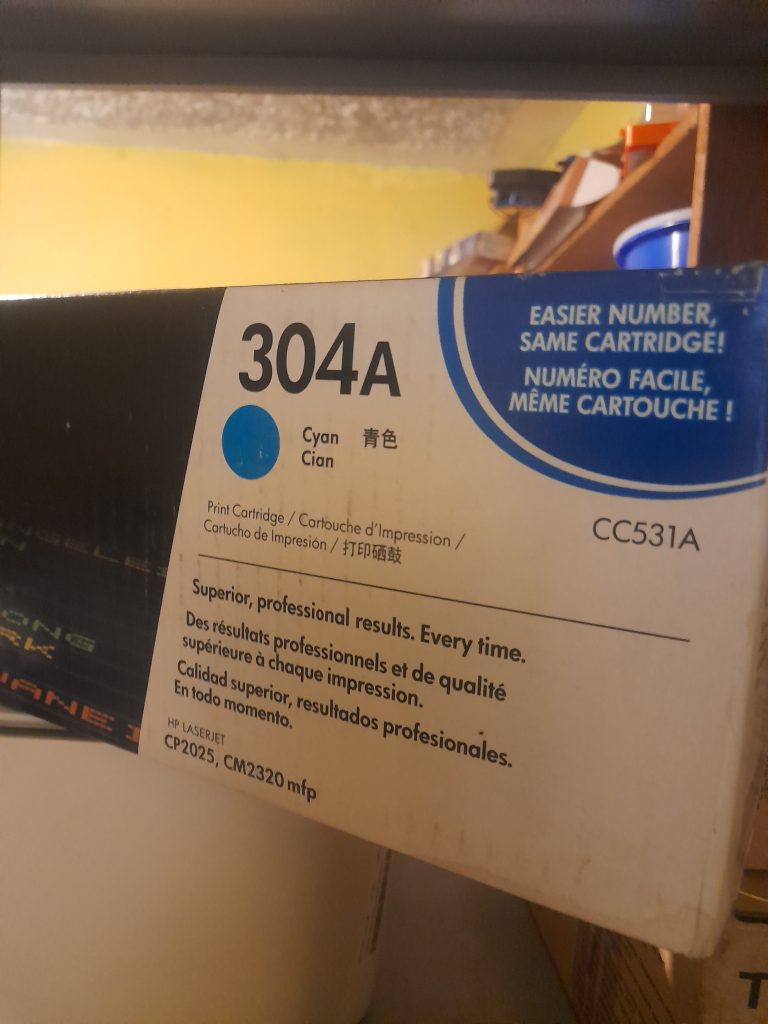 304A
EASIER NUMBER,
SAME CARTRIDGE!
NUMÉRO FACILE,
MÊME CARTOUCHE !
Cyan 青色
Cian
CC531A
Print Cartridge / Cartouche d'Impression /
Cartucho de Impresión / 打印硒鼓
Superior, professional results. Every time.
Des résultats professionnels et de qualité
supérieure à chaque impression.
Calidad superior, resultados profesionales.
En todo momento.
HP LASERJET
CP2025, CM2320 mfp